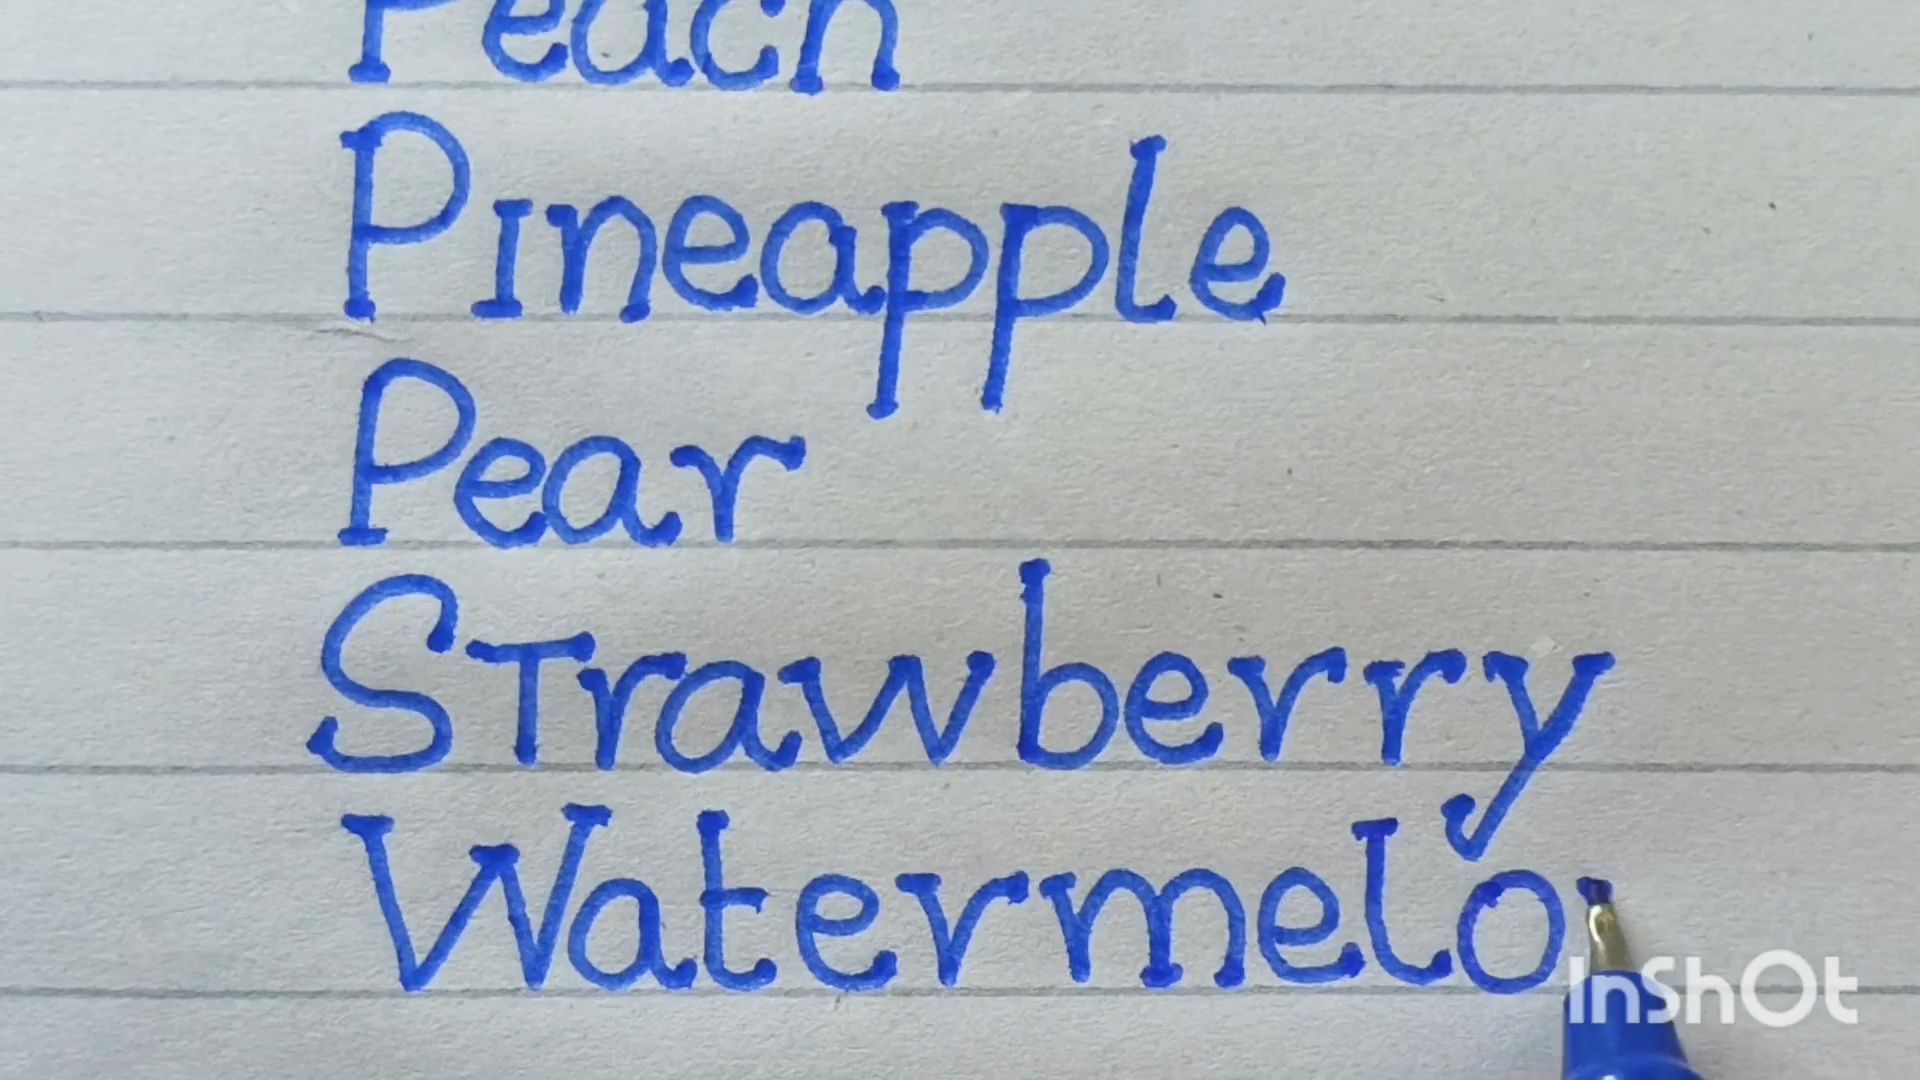 Peach
Pineapple
Pear
Strawberry
Watermelo
InShOt